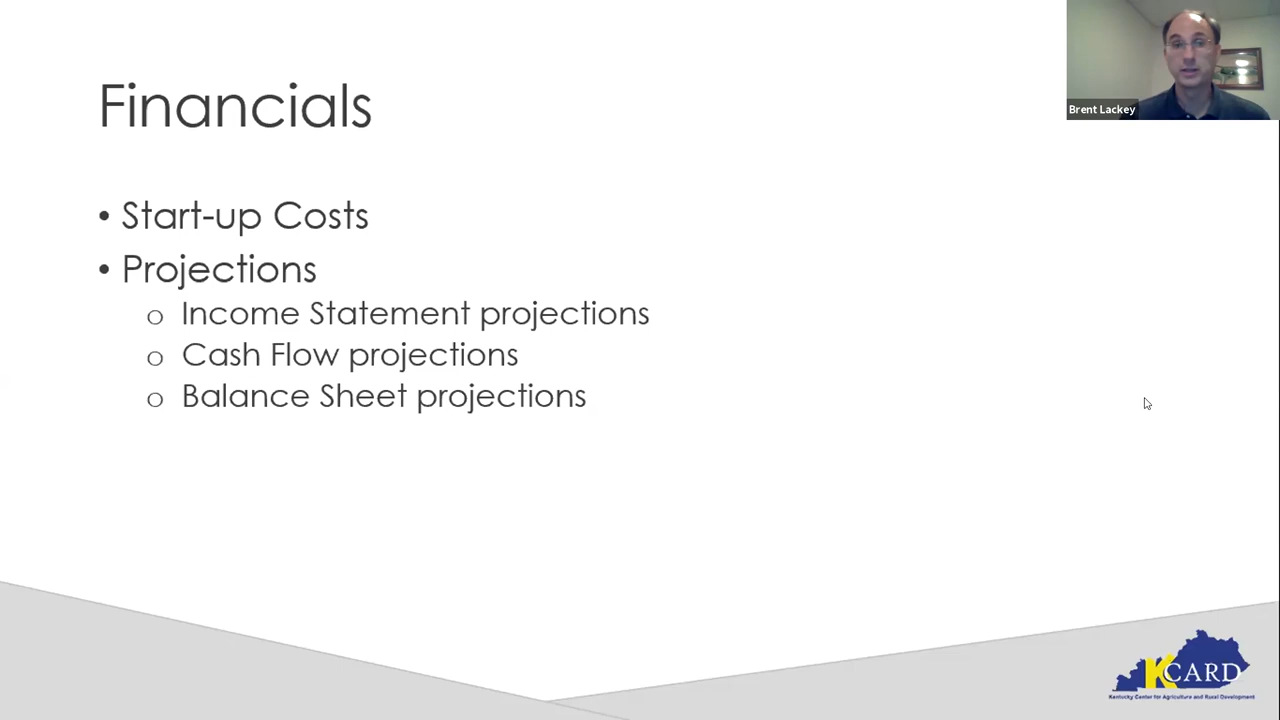 Financials
Brent Lackey
• Start-up Costs
• Projections
o Income Statement projections
o Cash Flow projections
o Balance Sheet projections
KCARD
Kentucky Center for Agriculture and Rural Development